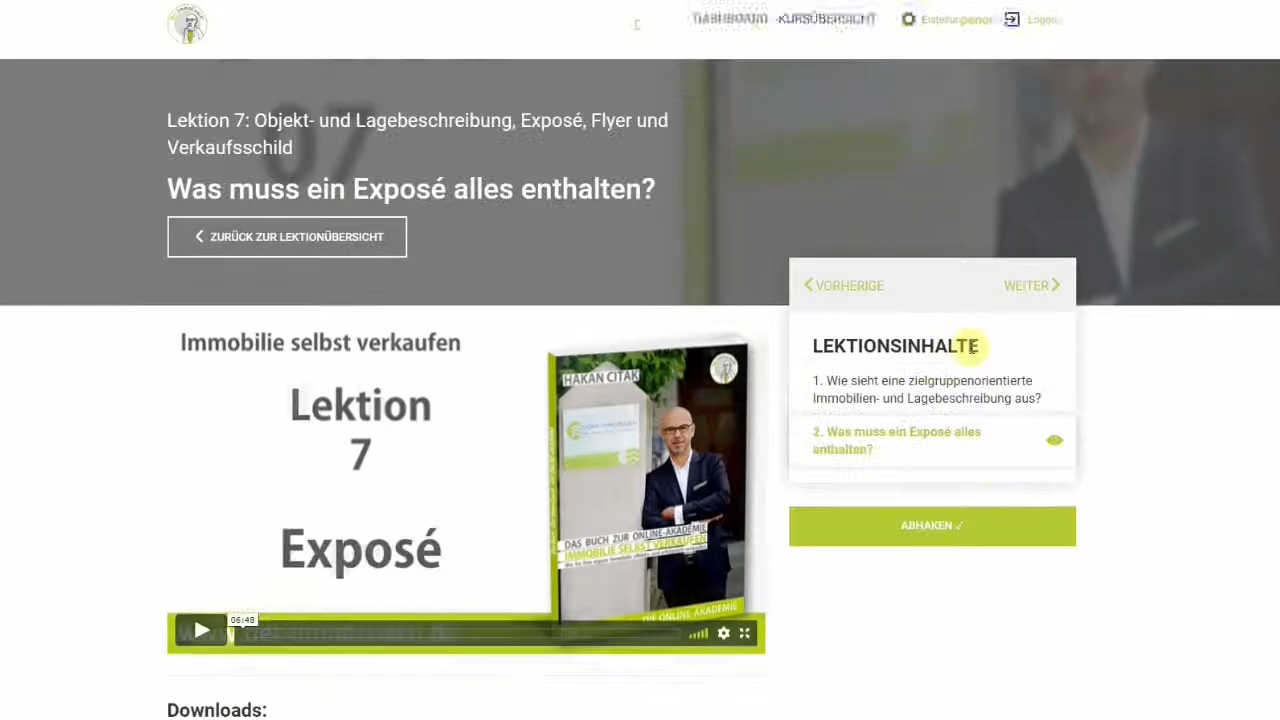 DASHBOARD KURSÜBERSICHT
Lektion 7: Objekt- und Lagebeschreibung, Exposé, Flyer und
Verkaufsschild
Was muss ein Exposé alles enthalten?
ZURÜCK ZUR LEKTIONÜBERSICHT
VORHERIGE WEITER
LEKTIONSINHALTE
1. Wie sieht eine zielgruppenorientierte
Immobilien- und Lagebeschreibung aus?
2. Was muss ein Exposé alles
enthalten?
ABHAKEN ✓
Immobilie selbst verkaufen
Lektion
7
Exposé
HAKAN CITAK
DAS BUCH ZUR ONLINE-AKADEMIE
IMMOBILIE SELBST VERKAUFEN
DIE ONLINE-AKADEMIE
06:48
Downloads: